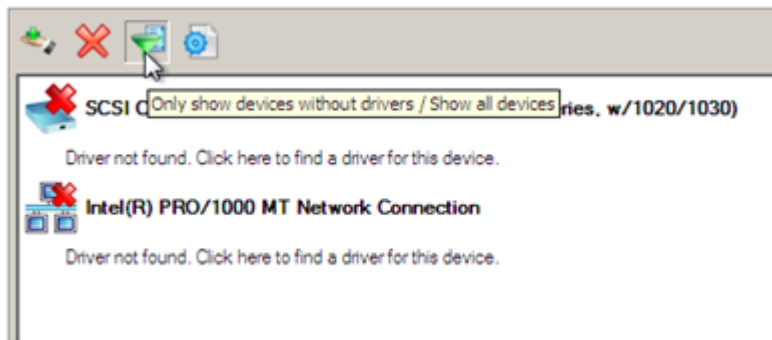 SCSI C
Only show devices without drivers / Show all devices
ries, w/1020/1030)
Driver not found. Click here to find a driver for this device.
Intel(R) PRO/1000 MT Network Connection
Driver not found. Click here to find a driver for this device.